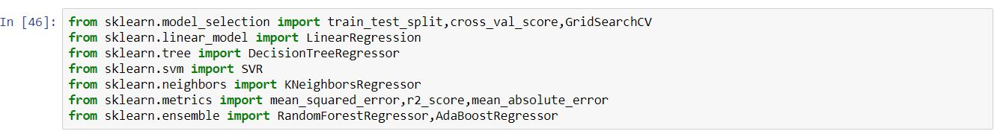 In [46]: from sklearn.model_selection import train_test_split,cross_val_score,GridSearchCV
from sklearn.linear_model import LinearRegression
from sklearn.tree import DecisionTreeRegressor
from sklearn.svm import SVR
from sklearn.neighbors import KNeighborsRegressor
from sklearn.metrics import mean_squared_error,r2_score,mean_absolute_error
from sklearn.ensemble import RandomForestRegressor,AdaBoostRegressor